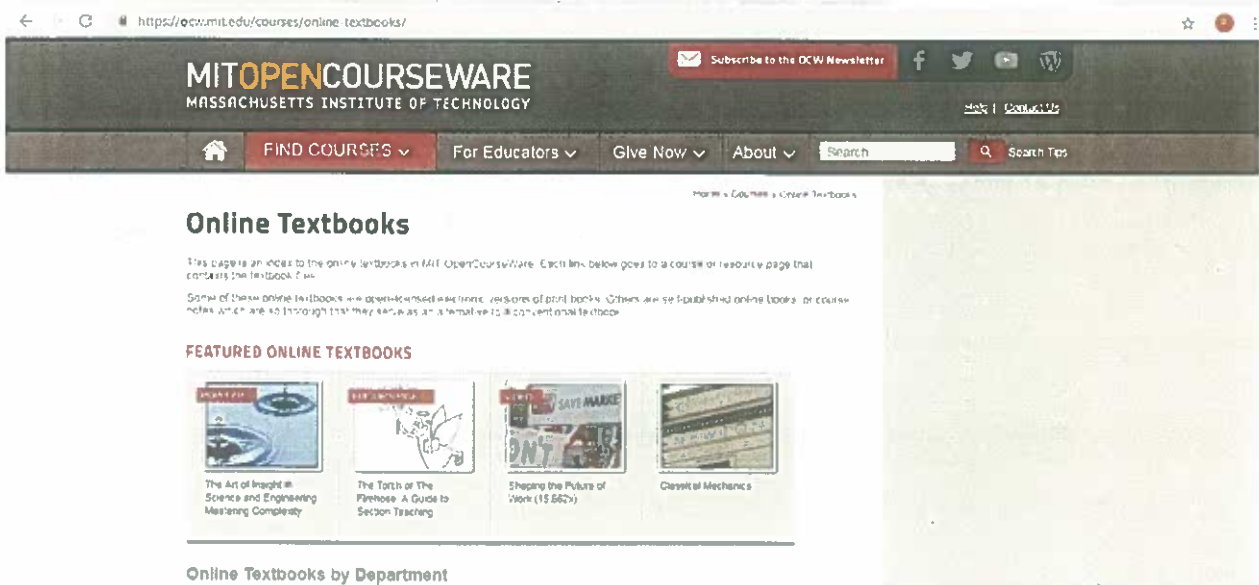 https://ocw.mit.edu/courses/online-textbooks/
Subscribe to the OCW Newsletter
MITOPENCOURSEWARE
MASSACHUSETTS INSTITUTE OF TECHNOLOGY
Help | Contact Us
FIND COURSES
For Educators
Give Now
About
Search
Search Tips
Home » Courses » Online Textbooks
Online Textbooks
This page is an index to the online textbooks in MIT OpenCourseWare. Each link below goes to a course or resource page that
contains the textbook files.
Some of these online textbooks are open-licensed electronic versions of print books. Others are self-published online books, or course
notes which are so thorough that they serve as an alternative to a conventional textbook.
FEATURED ONLINE TEXTBOOKS
SAVE MARKE
The Art of Insight in
Science and Engineering
Mastering Complexity
The Torch or The
Firehose: A Guide to
Section Teaching
Shaping the Future of
Work (15.662x)
Classical Mechanics
Online Textbooks by Department